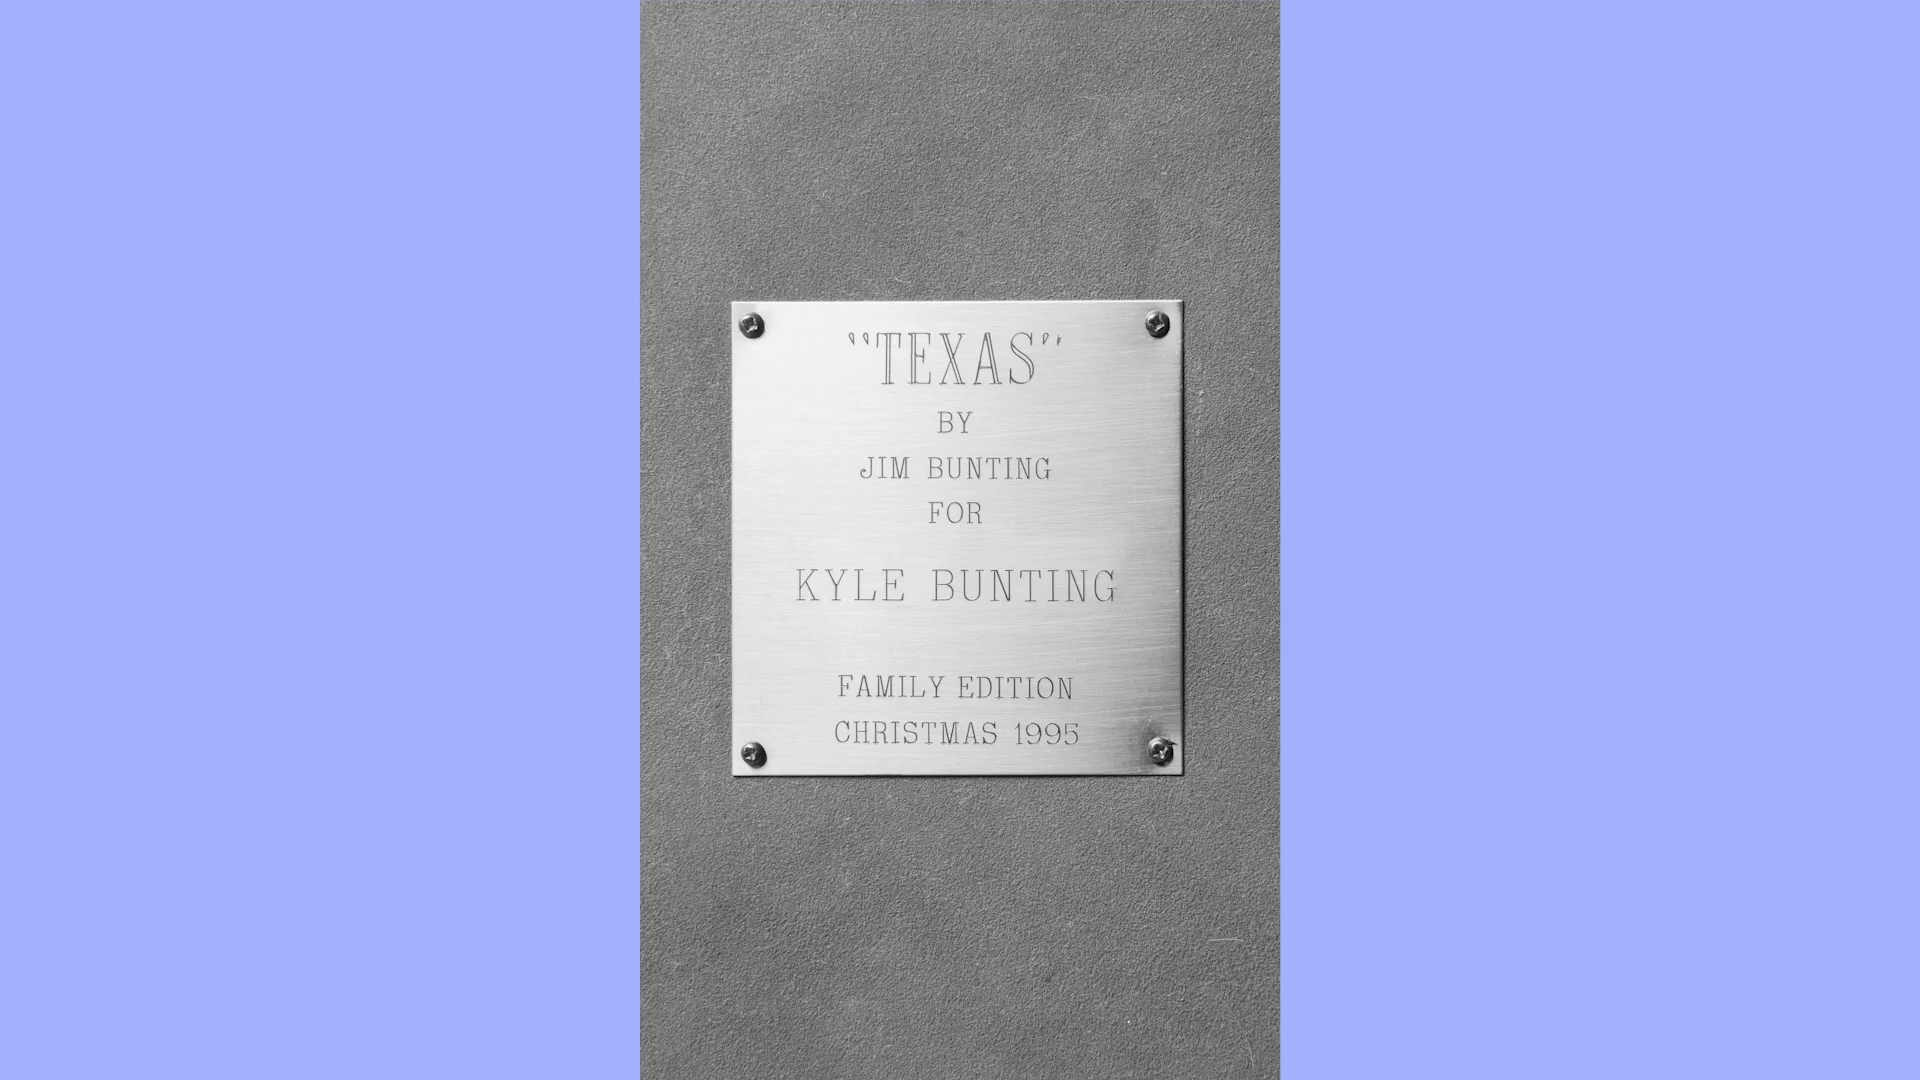 "TEXAS"
BY
JIM BUNTING
FOR
KYLE BUNTING
FAMILY EDITION
CHRISTMAS 1995